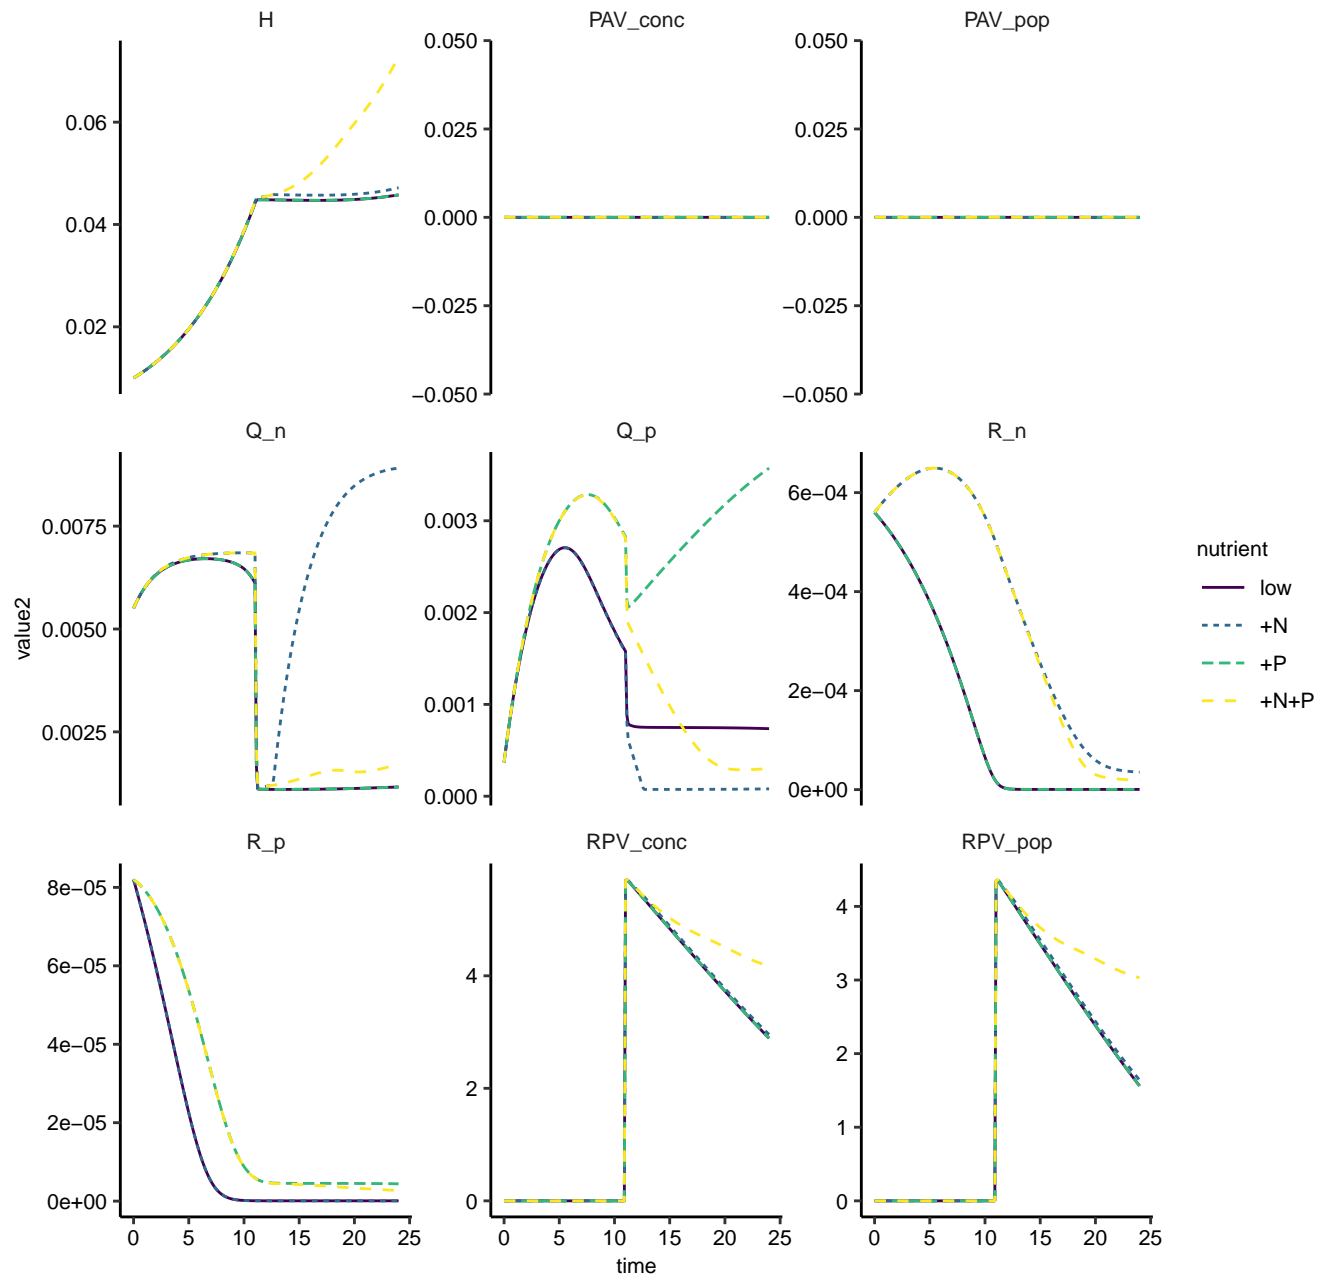 H
PAV_conc
PAV_pop
0.06
0.04
0.02
0.050
0.025
0.000
−0.025
−0.050
0.050
0.025
0.000
−0.025
−0.050
Q_n
Q_p
R_n
0.0075
0.0050
0.0025
0.003
0.002
0.001
0.000
6e−04
4e−04
2e−04
0e+00
R_p
RPV_conc
RPV_pop
8e−05
6e−05
4e−05
2e−05
0e+00
4
2
0
4
3
2
1
0
0 5 10 15 20 25
0 5 10 15 20 25
0 5 10 15 20 25
time
value2
nutrient
low
+N
+P
+N+P